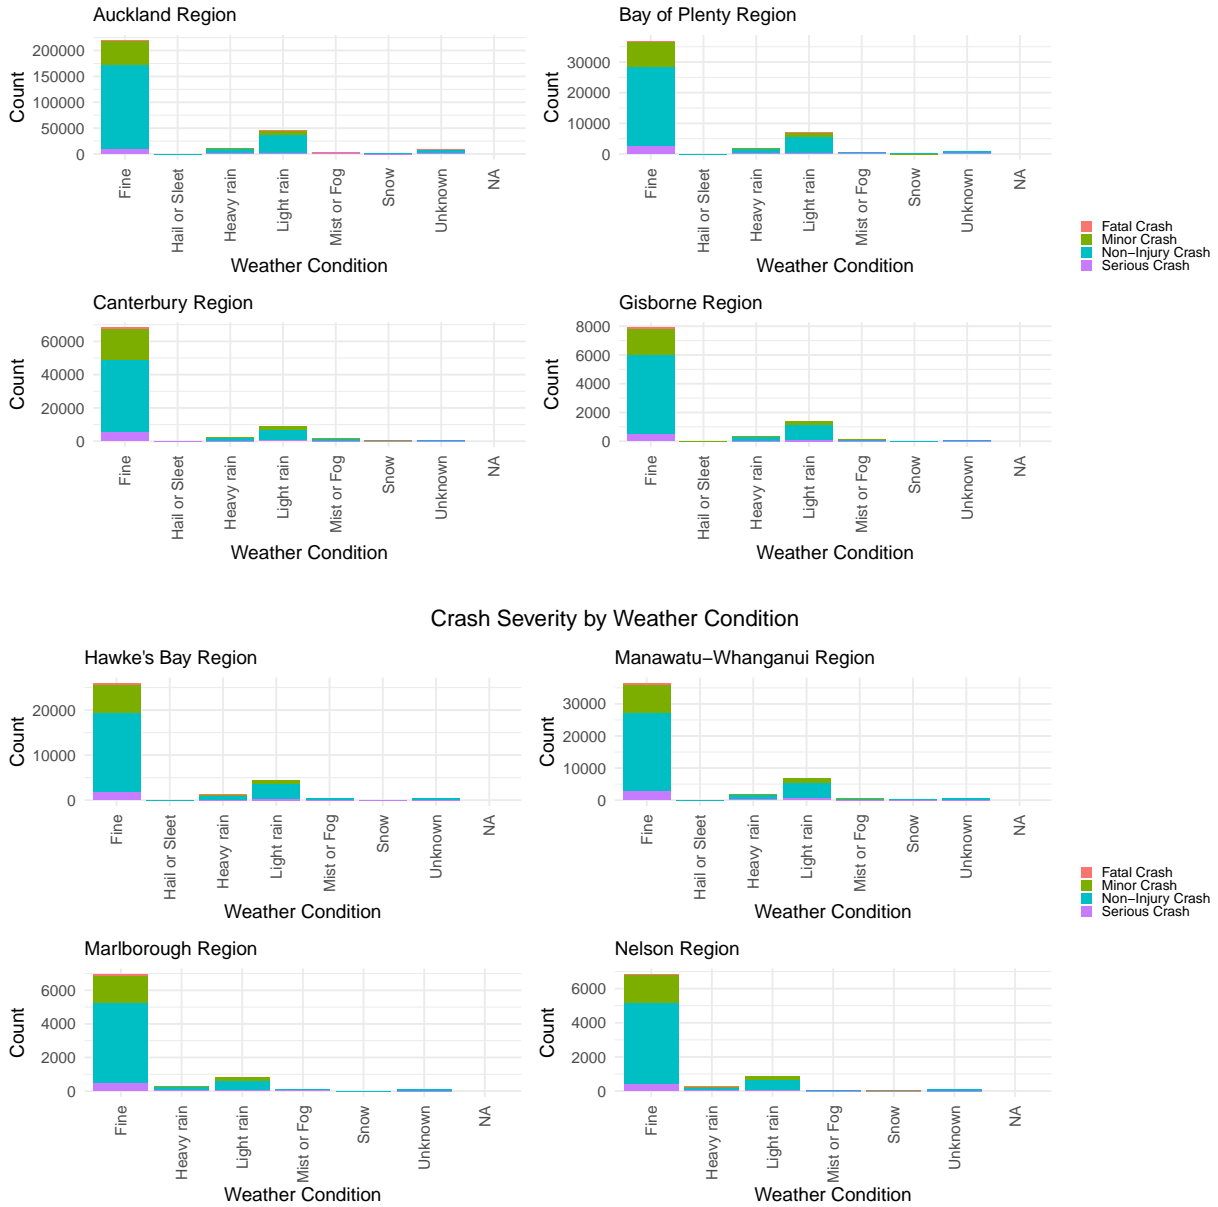 Auckland Region
Count
200000
150000
100000
50000
0
Fine
Hail or Sleet
Heavy rain
Light rain
Mist or Fog
Snow
Unknown
NA
Weather Condition
Bay of Plenty Region
Count
30000
20000
10000
0
Fine
Hail or Sleet
Heavy rain
Light rain
Mist or Fog
Snow
Unknown
NA
Weather Condition
Fatal Crash
Minor Crash
Non−Injury Crash
Serious Crash
Canterbury Region
Count
60000
40000
20000
0
Fine
Hail or Sleet
Heavy rain
Light rain
Mist or Fog
Snow
Unknown
NA
Weather Condition
Gisborne Region
Count
8000
6000
4000
2000
0
Fine
Hail or Sleet
Heavy rain
Light rain
Mist or Fog
Snow
Unknown
NA
Weather Condition
Crash Severity by Weather Condition
Hawke's Bay Region
Count
20000
10000
0
Fine
Hail or Sleet
Heavy rain
Light rain
Mist or Fog
Snow
Unknown
NA
Weather Condition
Manawatu−Whanganui Region
Count
30000
20000
10000
0
Fine
Hail or Sleet
Heavy rain
Light rain
Mist or Fog
Snow
Unknown
NA
Weather Condition
Fatal Crash
Minor Crash
Non−Injury Crash
Serious Crash
Marlborough Region
Count
6000
4000
2000
0
Fine
Heavy rain
Light rain
Mist or Fog
Snow
Unknown
NA
Weather Condition
Nelson Region
Count
6000
4000
2000
0
Fine
Heavy rain
Light rain
Mist or Fog
Snow
Unknown
NA
Weather Condition